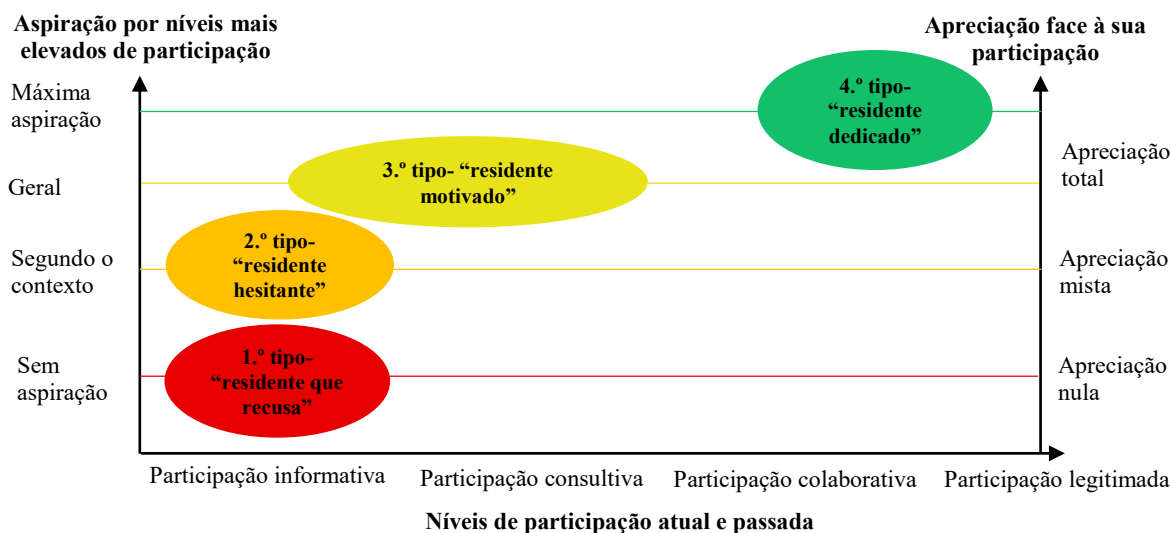 Aspiração por níveis mais
elevados de participação
Apreciação face à sua
participação
Máxima
aspiração
4.º tipo-
“residente
dedicado”
Geral
3.º tipo- “residente
motivado”
Apreciação
total
Segundo o
contexto
2.º tipo-
“residente
hesitante”
Apreciação
mista
Sem
aspiração
1.º tipo-
“residente que
recusa”
Apreciação
nula
Participação informativa
Participação consultiva
Participação colaborativa
Participação legitimada
Níveis de participação atual e passada